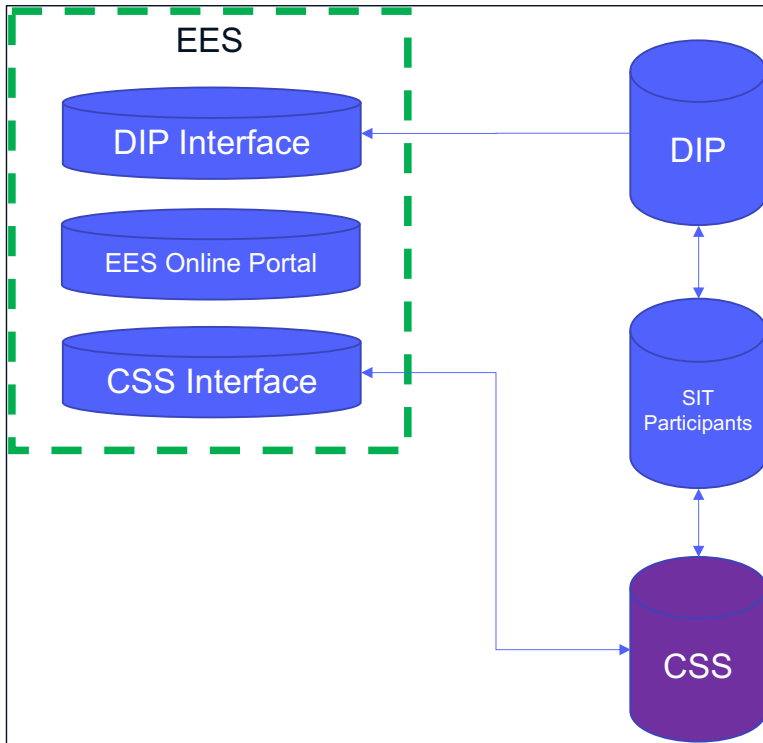 EES
DIP Interface
DIP
EES Online Portal
CSS Interface
SIT
Participants
CSS